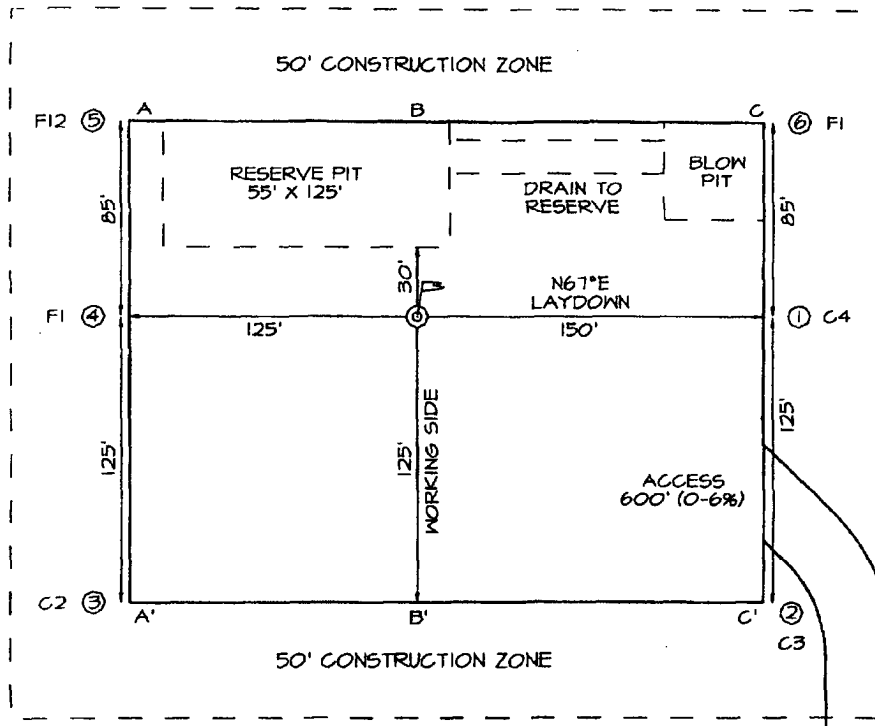 50' CONSTRUCTION ZONE
A
B
C
F12 ⑤
⑥ F1
RESERVE PIT
55' X 125'
BLOW
PIT
DRAIN TO
RESERVE
85'
85'
30'
N67°E
LAYDOWN
F1 ④
125'
150'
① C4
125'
125'
WORKING SIDE
125'
ACCESS
600' (0-6%)
C2 ③
A'
B'
C'
②
C3
50' CONSTRUCTION ZONE